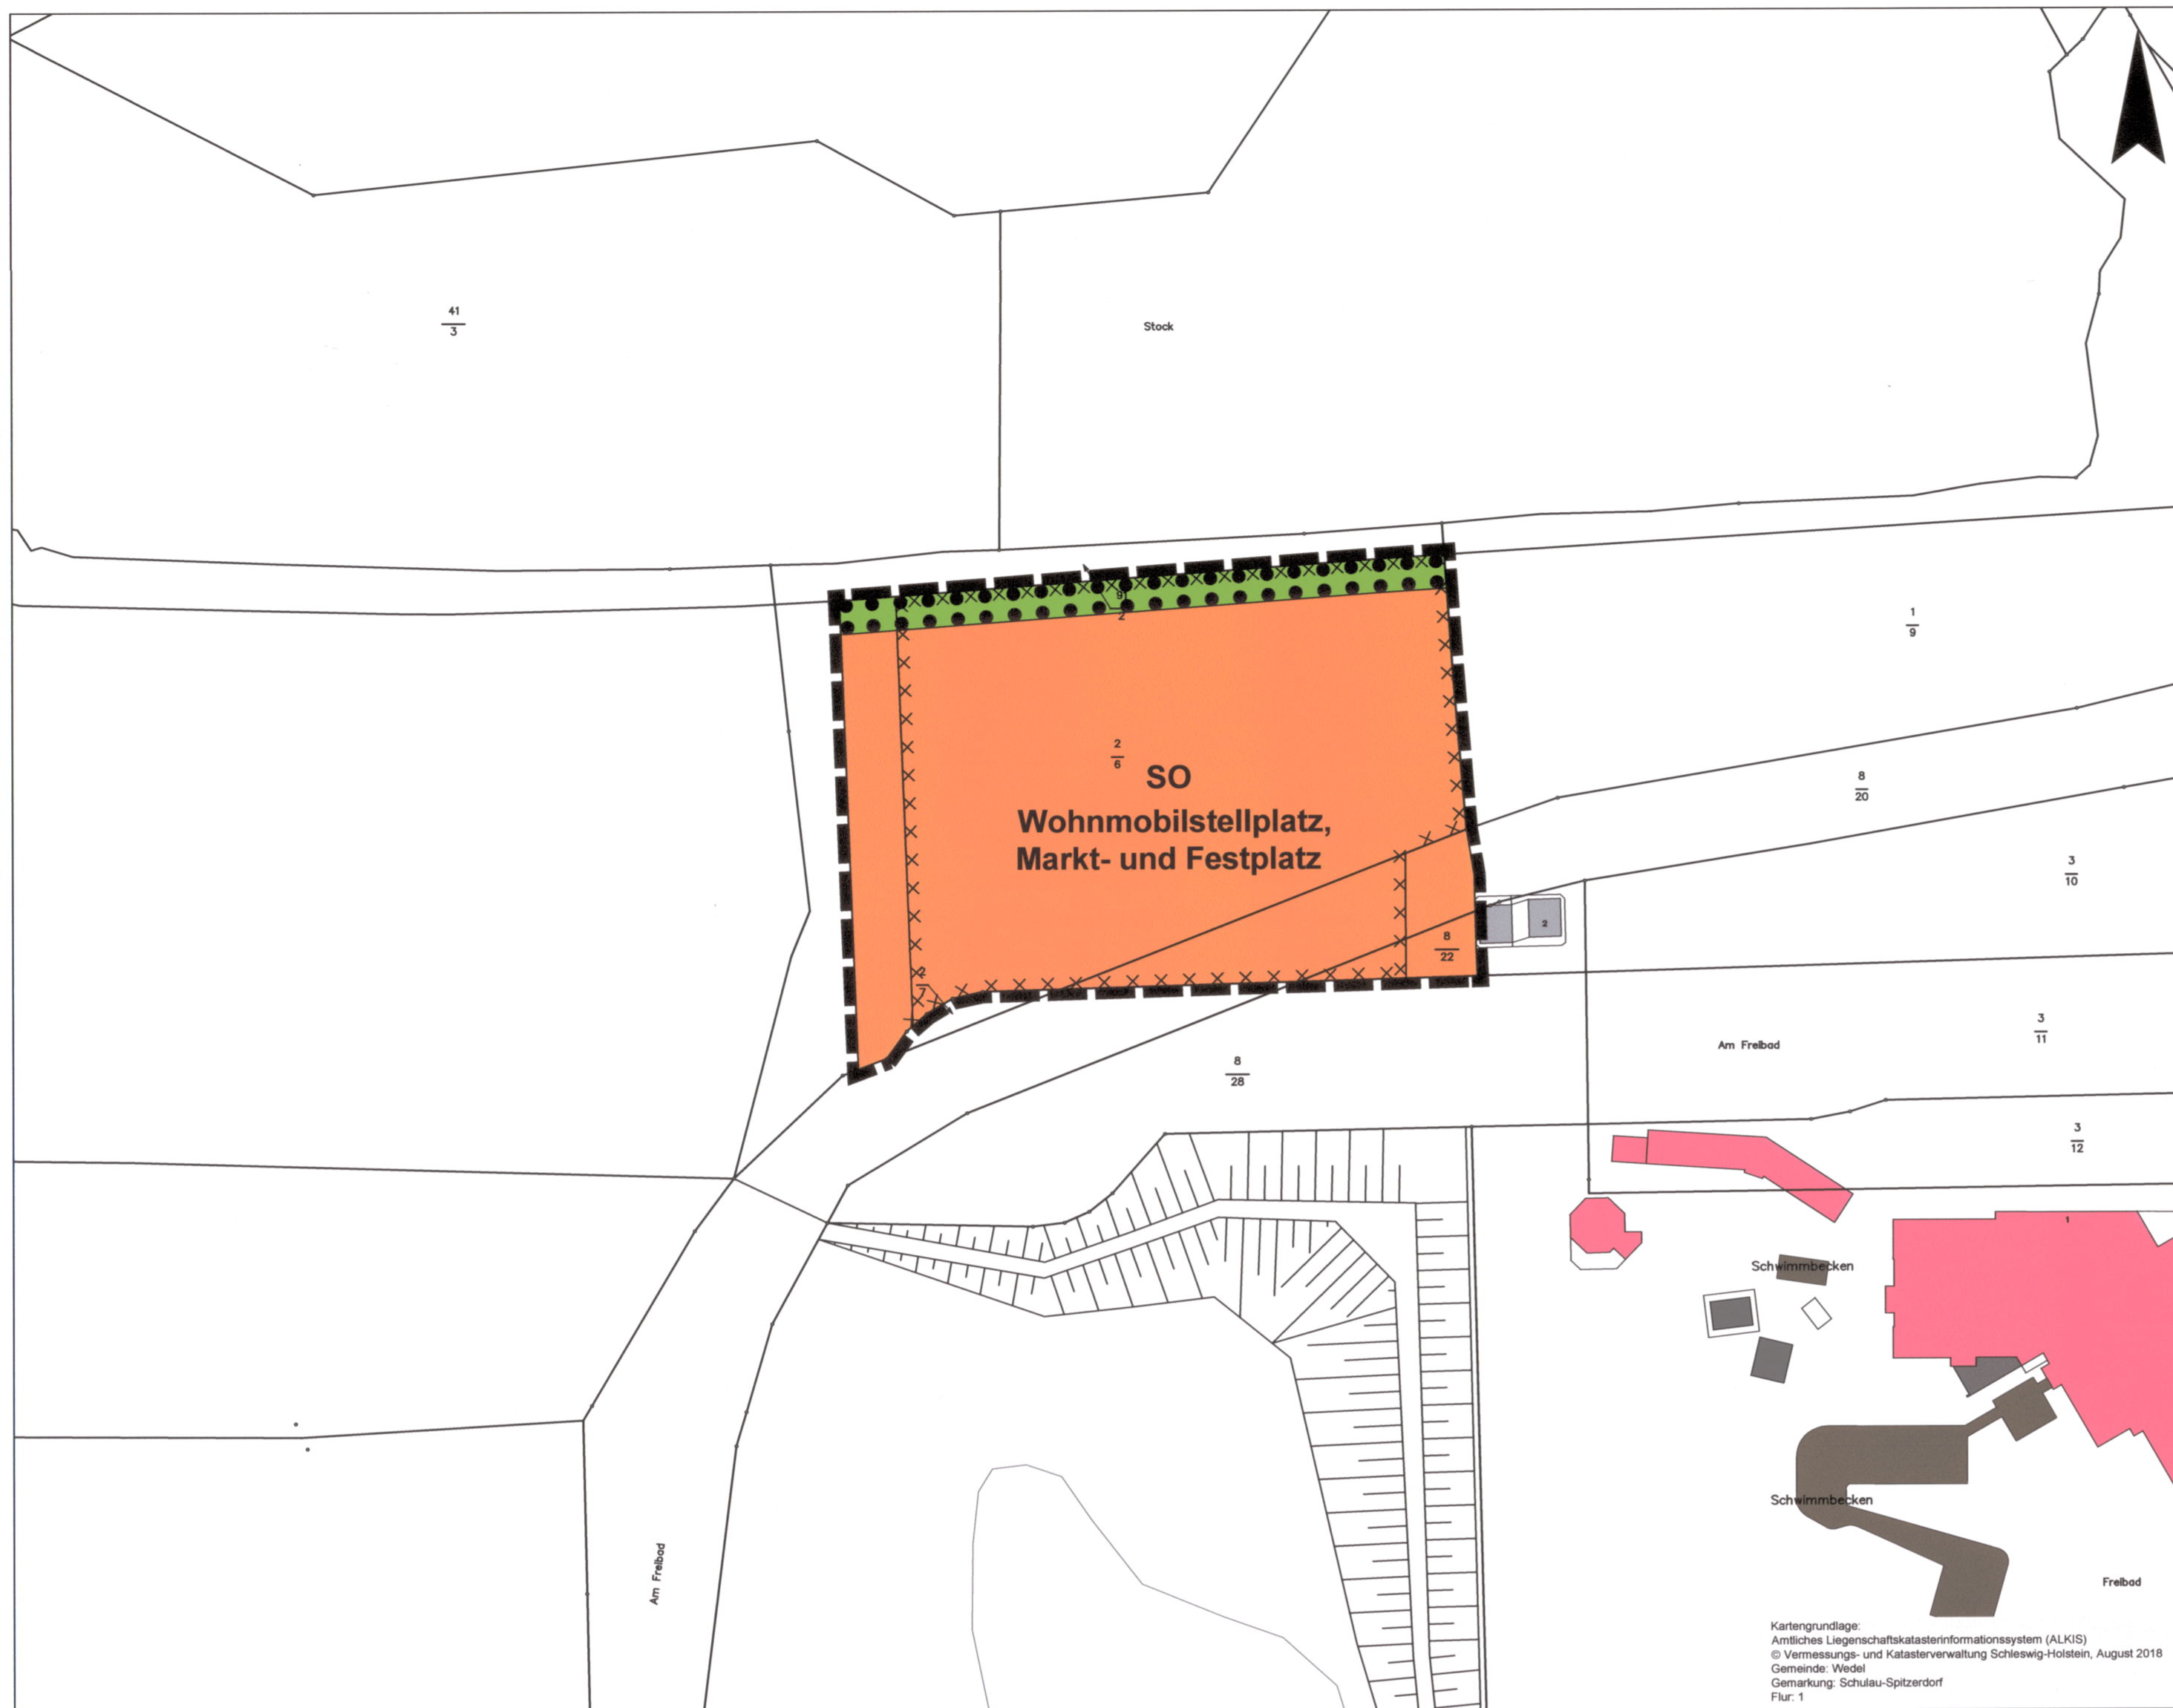 41
3
Stock
9
2
1
9
2
6
SO
Wohnmobilstellplatz,
Markt- und Festplatz
8
20
3
10
2
8
22
2
7
3
11
Am Freibad
8
28
3
12
1
Schwimmbecken
Schwimmbecken
Am Freibad
Freibad
Kartengrundlage:
Amtliches Liegenschaftskatasterinformationssystem (ALKIS)
© Vermessungs- und Katasterverwaltung Schleswig-Holstein, August 2018
Gemeinde: Wedel
Gemarkung: Schulau-Spitzerdorf
Flur: 1